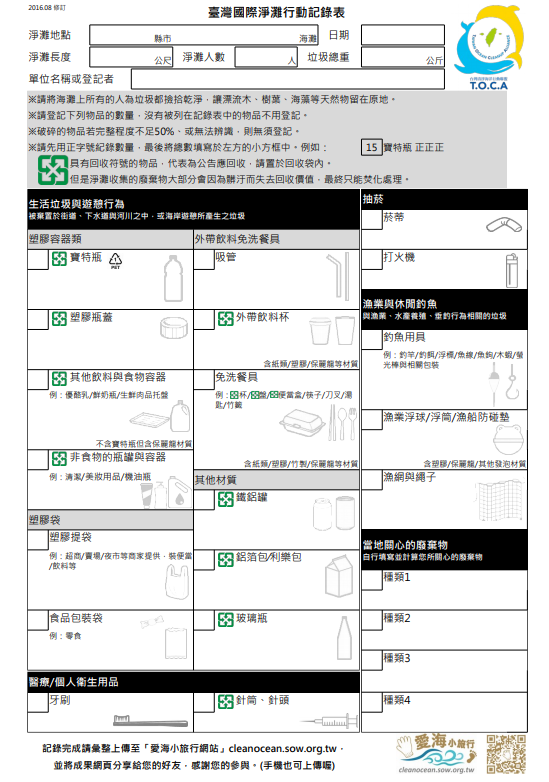 2016.08 修訂
臺灣國際淨灘行動記錄表
淨灘地點 縣市 海灘 日期
淨灘長度 公尺 淨灘人數 人 垃圾總重 公斤
單位名稱或登記者
T.O.C.A
※請將海灘上所有的人為垃圾都撿拾乾淨，讓漂流木、樹葉、海藻等天然物留在原地。
※請登記下列物品的數量，沒有被列在記錄表中的物品不用登記。
※破碎的物品若完整程度不足50%、或無法辨識，則無須登記。
※請先用正字號紀錄數量，最後將總數填寫於左方的小方框中。例如： 15 寶特瓶 正正正
具有回收符號的物品，代表為公告應回收，請置於回收袋內。
但是淨灘收集的廢棄物大部分會因為髒汙而失去回收價值，最終只能焚化處理。
生活垃圾與遊憩行為
被棄置於街道、下水道與河川之中，或海岸遊憩所產生之垃圾
塑膠容器類
寶特瓶
1
PET
塑膠瓶蓋
其他飲料與食物容器
例：優酪乳/鮮奶瓶/生鮮肉品托盤
不含寶特瓶但含保麗龍材質
非食物的瓶罐與容器
例：清潔/美妝用品/機油瓶
塑膠袋
塑膠提袋
例：超商/賣場/夜市等商家提供，裝便當
/飲料等
食品包裝袋
例：零食
外帶飲料免洗餐具
吸管
外帶飲料杯
含紙類/塑膠/保麗龍等材質
免洗餐具
例：杯/盤/便當盒/筷子/刀叉/湯
匙/竹籤
含紙類/塑膠/竹製/保麗龍材質
其他材質
鐵鋁罐
鋁箔包/利樂包
玻璃瓶
醫療/個人衛生用品
牙刷
針筒、針頭
抽菸
菸蒂
打火機
漁業與休閒釣魚
與漁業、水產養殖、垂釣行為相關的垃圾
釣魚用具
例：釣竿/釣餌/浮標/魚線/魚鉤/木蝦/螢
光棒與相關包裝
漁業浮球/浮筒/漁船防碰墊
含塑膠/保麗龍/其他發泡材質
漁網與繩子
當地關心的廢棄物
自行填寫並計算您所關心的廢棄物
種類1
種類2
種類3
種類4
記錄完成請彙整上傳至「愛海小旅行網站」cleanocean.sow.org.tw，
並將成果網頁分享給您的好友，感謝您的參與。(手機也可上傳喔)
愛海小旅行
cleanocean.sow.org.tw